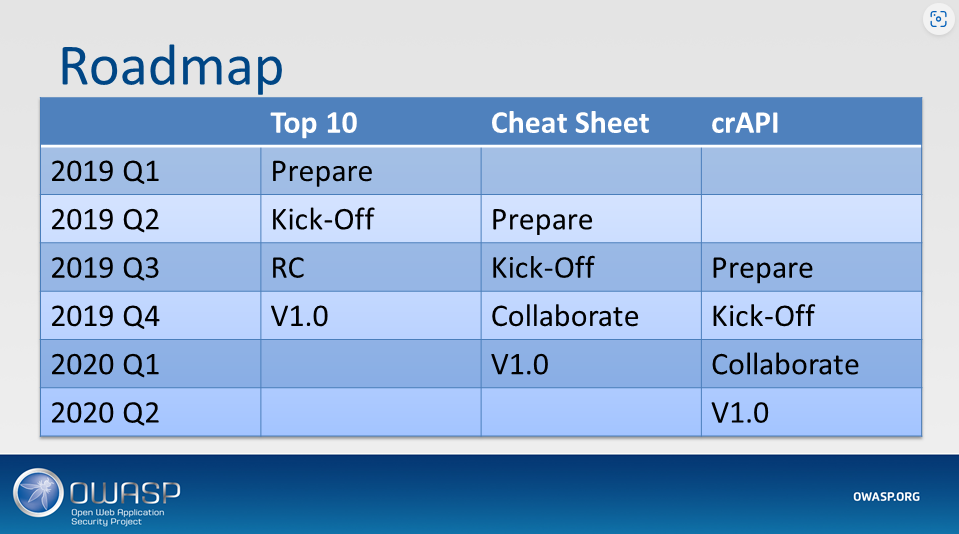 Roadmap
Top 10 Cheat Sheet crAPI
2019 Q1 Prepare
2019 Q2 Kick-Off Prepare
2019 Q3 RC Kick-Off Prepare
2019 Q4 V1.0 Collaborate Kick-Off
2020 Q1 V1.0 Collaborate
2020 Q2 V1.0
OWASP
Open Web Application
Security Project
OWASP.ORG